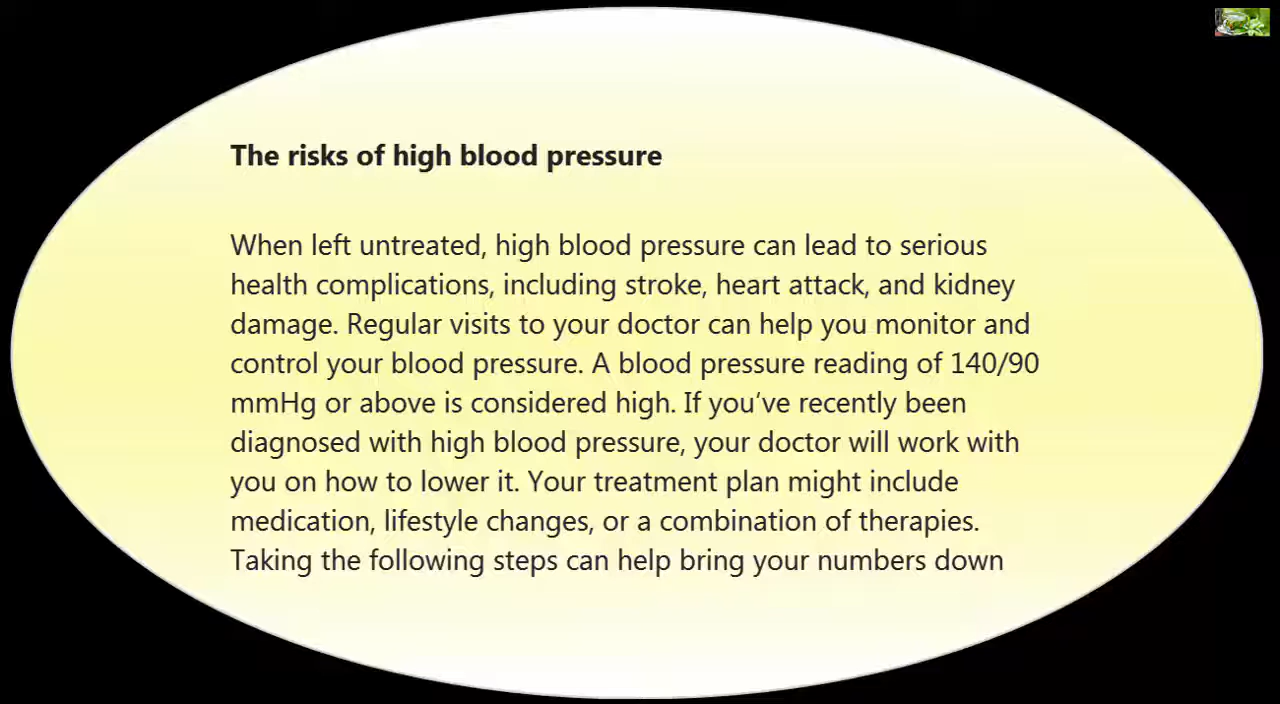 The risks of high blood pressure
When left untreated, high blood pressure can lead to serious
health complications, including stroke, heart attack, and kidney
damage. Regular visits to your doctor can help you monitor and
control your blood pressure. A blood pressure reading of 140/90
mmHg or above is considered high. If you’ve recently been
diagnosed with high blood pressure, your doctor will work with
you on how to lower it. Your treatment plan might include
medication, lifestyle changes, or a combination of therapies.
Taking the following steps can help bring your numbers down